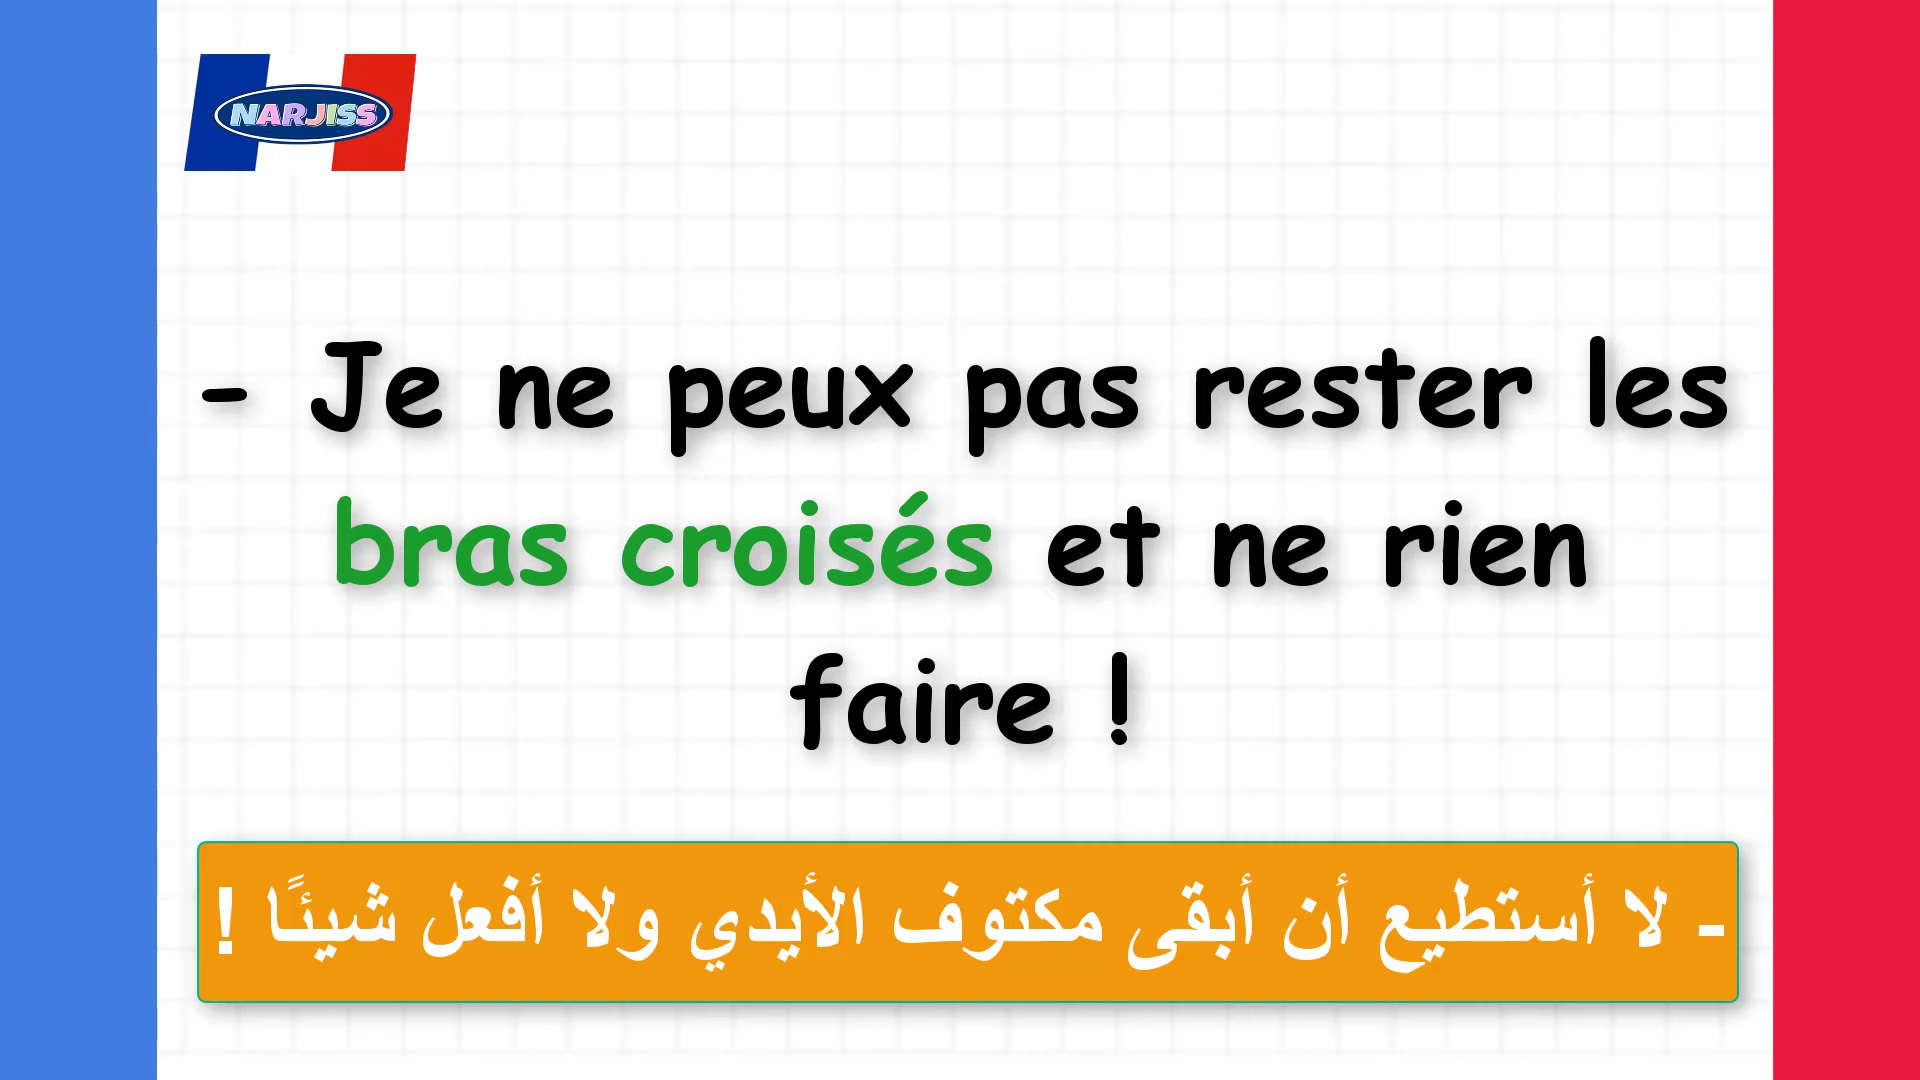 NARJISS
- Je ne peux pas rester les
bras croisés et ne rien
faire !
- لا أستطيع أن أبقى مكتوف الأيدي ولا أفعل شيئًا !